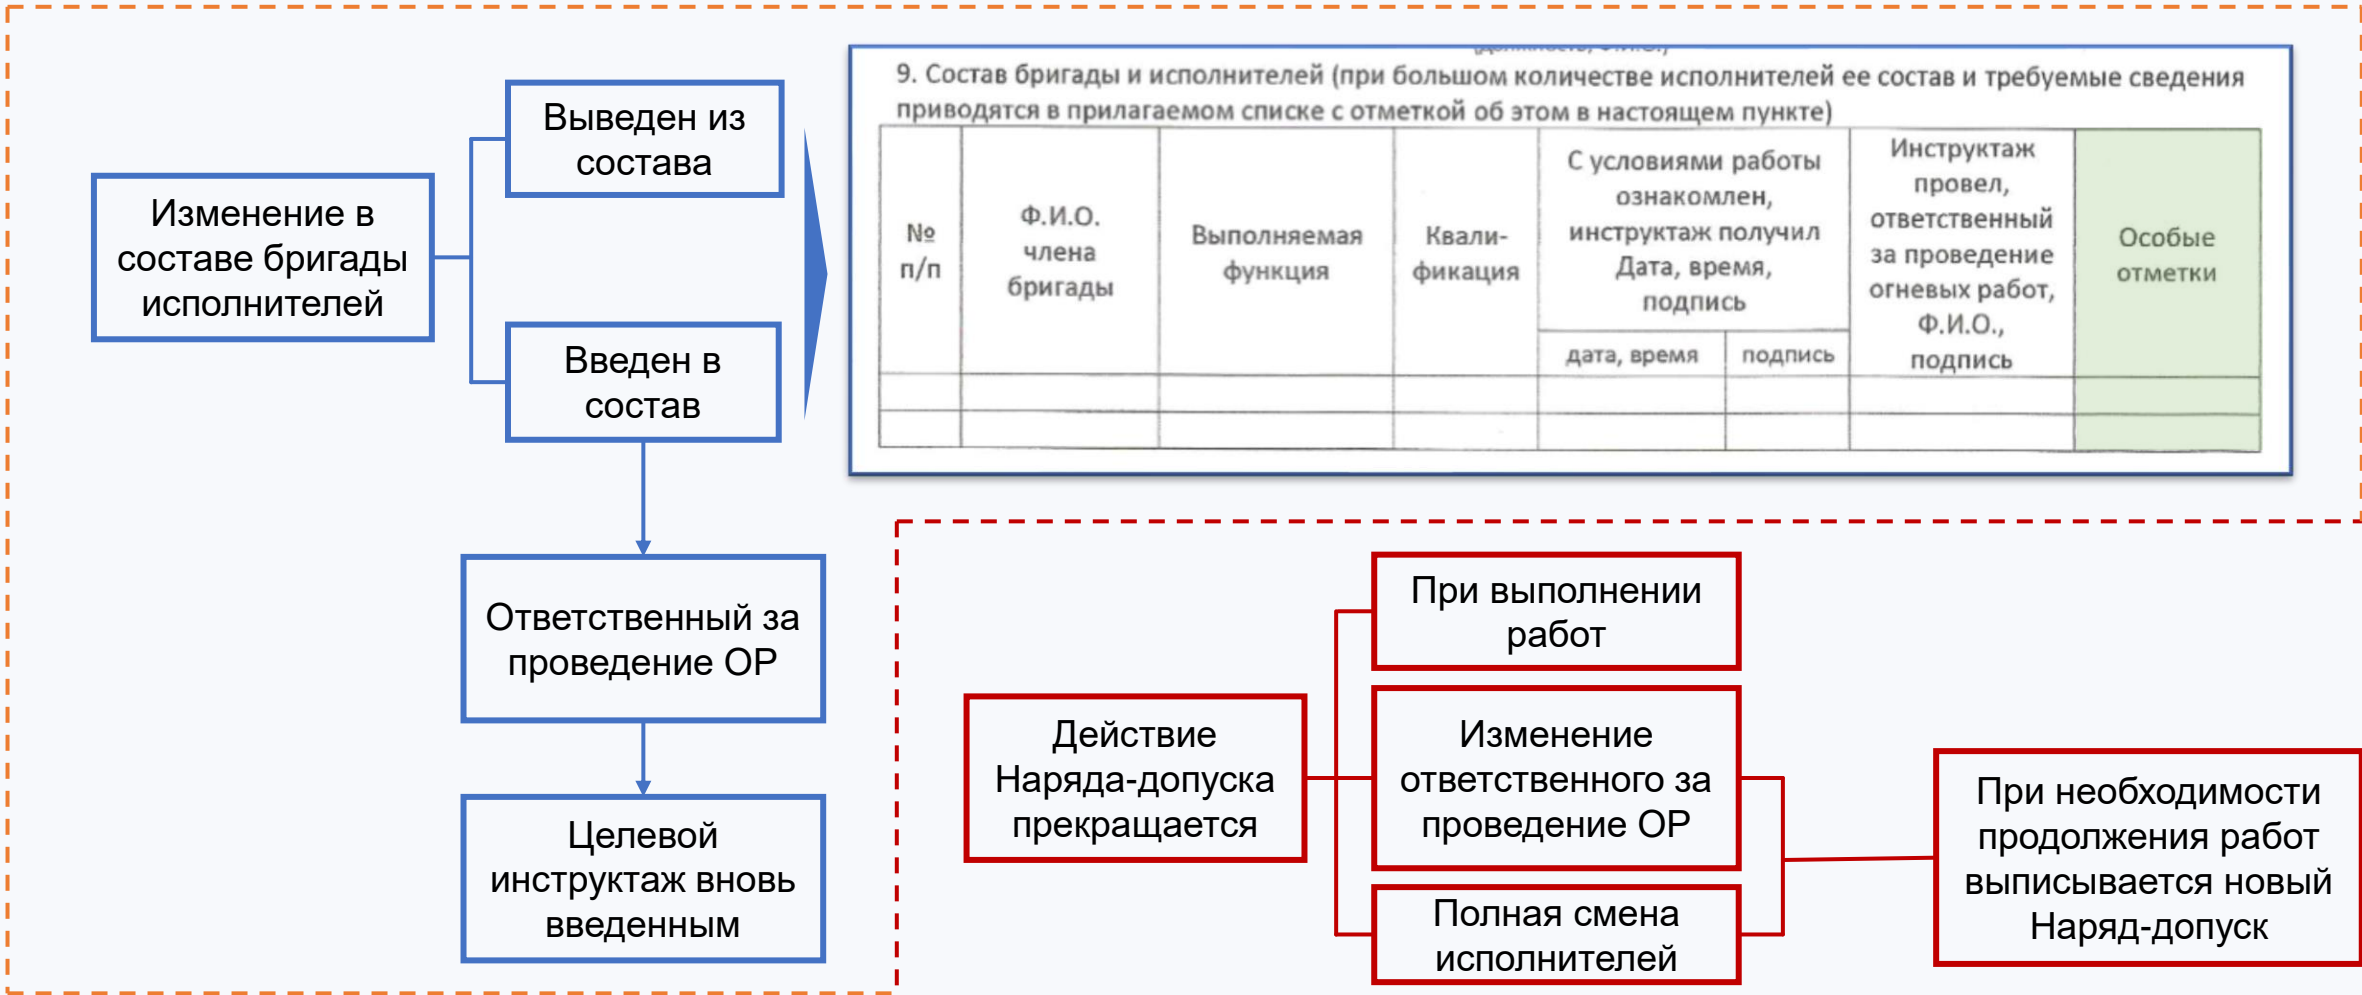 Изменение в
составе бригады
исполнителей
Выведен из
состава
Введен в
состав
Ответственный за
проведение ОР
Целевой
инструктаж вновь
введенным
(должность, Ф.И.О.)
9. Состав бригады и исполнителей (при большом количестве исполнителей ее состав и требуемые сведения
приводятся в прилагаемом списке с отметкой об этом в настоящем пункте)
№
п/п
Ф.И.О.
члена
бригады
Выполняемая
функция
Квали-
фикация
С условиями работы
ознакомлен,
инструктаж получил
Дата, время,
подпись
дата, время
подпись
Инструктаж
провел,
ответственный
за проведение
огневых работ,
Ф.И.О.,
подпись
Особые
отметки
Действие
Наряда-допуска
прекращается
При выполнении
работ
Изменение
ответственного за
проведение ОР
Полная смена
исполнителей
При необходимости
продолжения работ
выписывается новый
Наряд-допуск